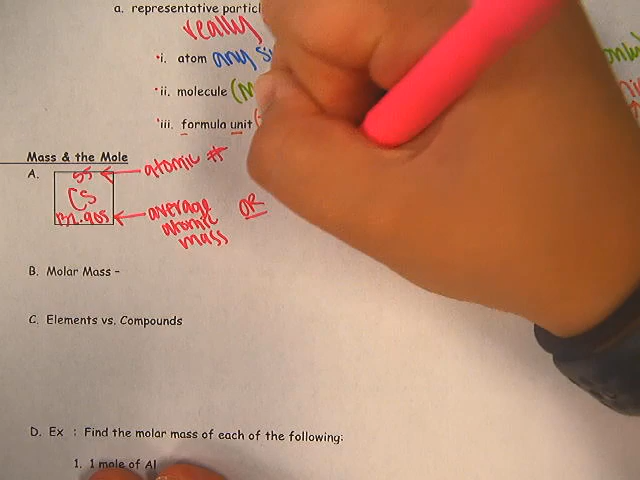 a. representative particl
really
i. atom any si
ii. molecule (m
iii. formula unit (
Mass & the Mole
A. 55 ← atomic #
Cs
132.905 ← average atomic mass OR
B. Molar Mass -
C. Elements vs. Compounds
D. Ex : Find the molar mass of each of the following:
1. 1 mole of Al